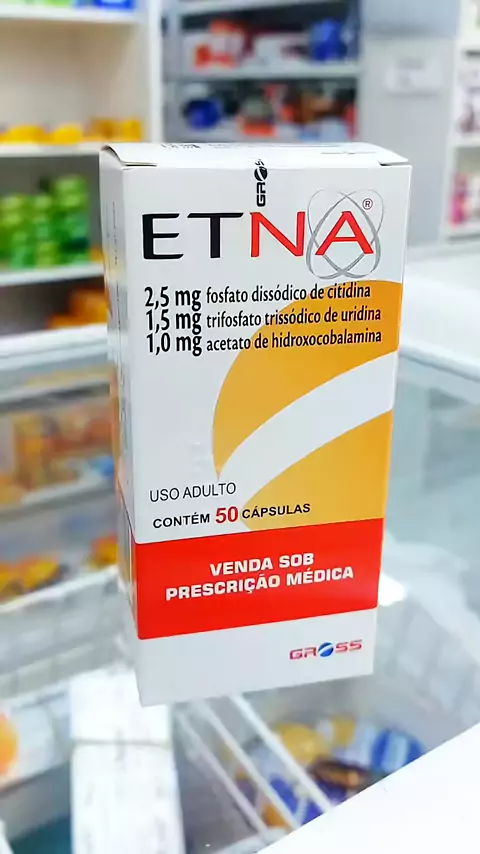 GROSS
ETNA®
2,5 mg fosfato dissódico de citidina
1,5 mg trifosfato trissódico de uridina
1,0 mg acetato de hidroxocobalamina
USO ADULTO
CONTÉM 50 CÁPSULAS
VENDA SOB
PRESCRIÇÃO MÉDICA
GROSS